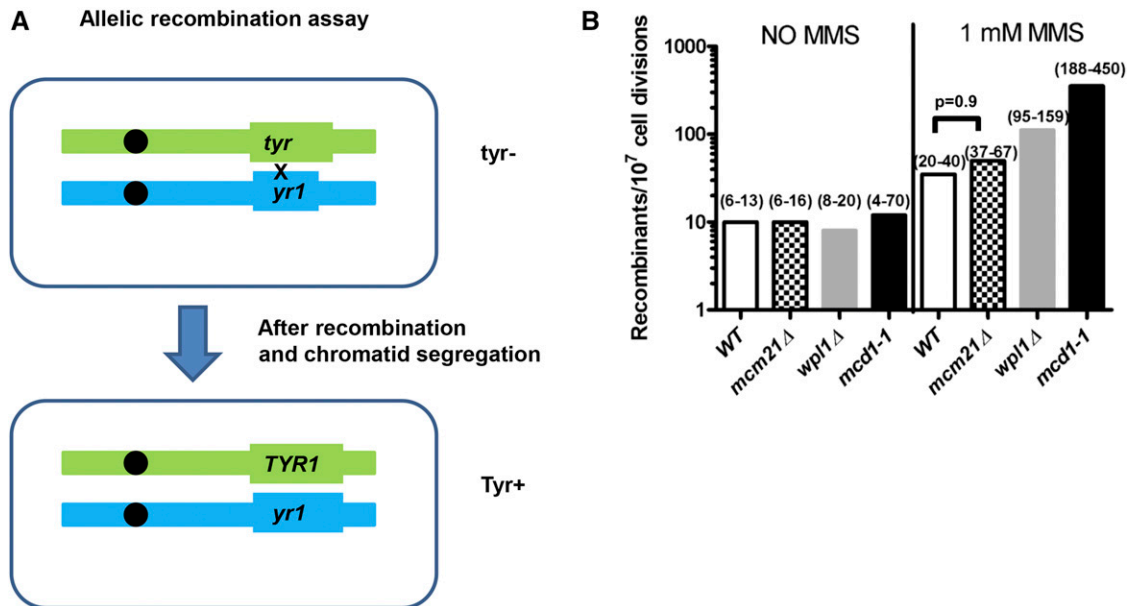 A
Allelic recombination assay
tyr
X
yr1
tyr-
After recombination
and chromatid segregation
TYR1
yr1
Tyr+
B
NO MMS
1 mM MMS
Recombinants/10⁷ cell divisions
1000
100
10
1
(6-13)
(6-16)
(8-20)
(4-70)
p=0.9
(20-40)
(37-67)
(95-159)
(188-450)
WT
mcm21Δ
wpl1Δ
mcd1-1
WT
mcm21Δ
wpl1Δ
mcd1-1